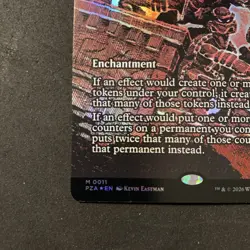 Enchantment
If an effect would create one or m
tokens under your control, it crea
that many of those tokens instead
If an effect would put one or mor
counters on a permanent you con
puts twice that many of those cou
that permanent instead.
M 0011
PZA ★ EN Kevin Eastman
™ & © 2026 W